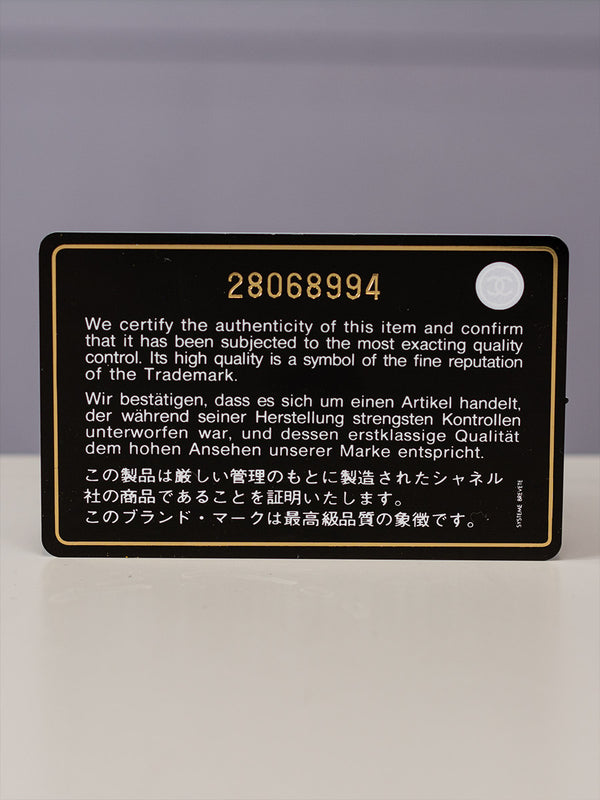 28068994
We certify the authenticity of this item and confirm
that it has been subjected to the most exacting quality
control. Its high quality is a symbol of the fine reputation
of the Trademark.
Wir bestätigen, dass es sich um einen Artikel handelt,
der während seiner Herstellung strengsten Kontrollen
unterworfen war, und dessen erstklassige Qualität
dem hohen Ansehen unserer Marke entspricht.
この製品は厳しい管理のもとに製造されたシャネル
社の商品であることを証明いたします。
このブランド・マークは最高級品質の象徴です。
SYSTEME BREVETE